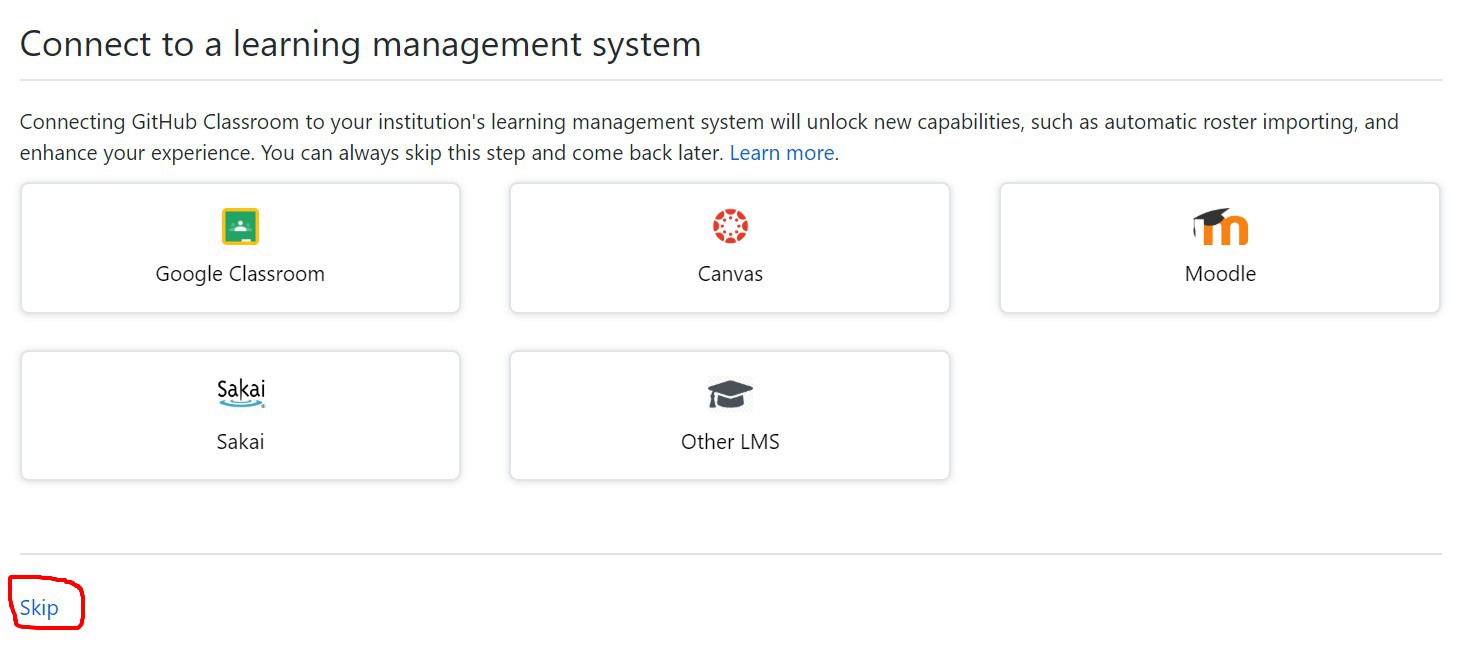 Connect to a learning management system
Connecting GitHub Classroom to your institution's learning management system will unlock new capabilities, such as automatic roster importing, and
enhance your experience. You can always skip this step and come back later. Learn more.
Google Classroom
Canvas
m
Moodle
Sakai
Sakai
Other LMS
Skip